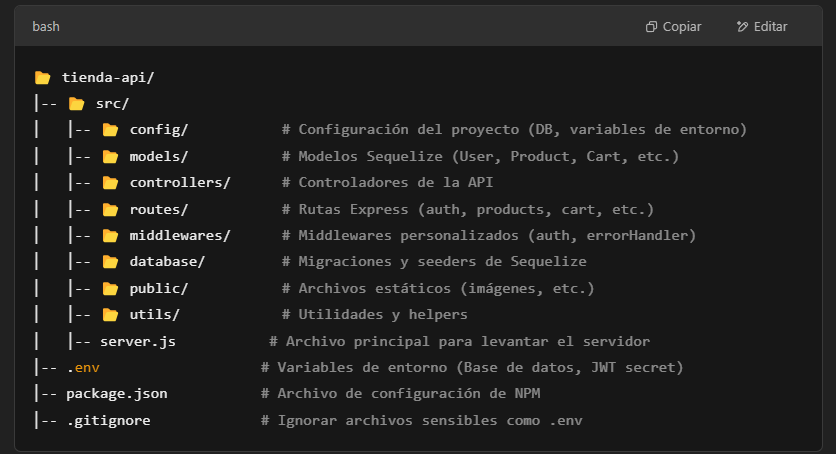 bash
Copiar
Editar
tienda-api/
|-- src/
|   |-- config/           # Configuración del proyecto (DB, variables de entorno)
|   |-- models/           # Modelos Sequelize (User, Product, Cart, etc.)
|   |-- controllers/      # Controladores de la API
|   |-- routes/           # Rutas Express (auth, products, cart, etc.)
|   |-- middlewares/      # Middlewares personalizados (auth, errorHandler)
|   |-- database/         # Migraciones y seeders de Sequelize
|   |-- public/           # Archivos estáticos (imágenes, etc.)
|   |-- utils/            # Utilidades y helpers
|   |-- server.js           # Archivo principal para levantar el servidor
|-- .env                   # Variables de entorno (Base de datos, JWT secret)
|-- package.json           # Archivo de configuración de NPM
|-- .gitignore             # Ignorar archivos sensibles como .env